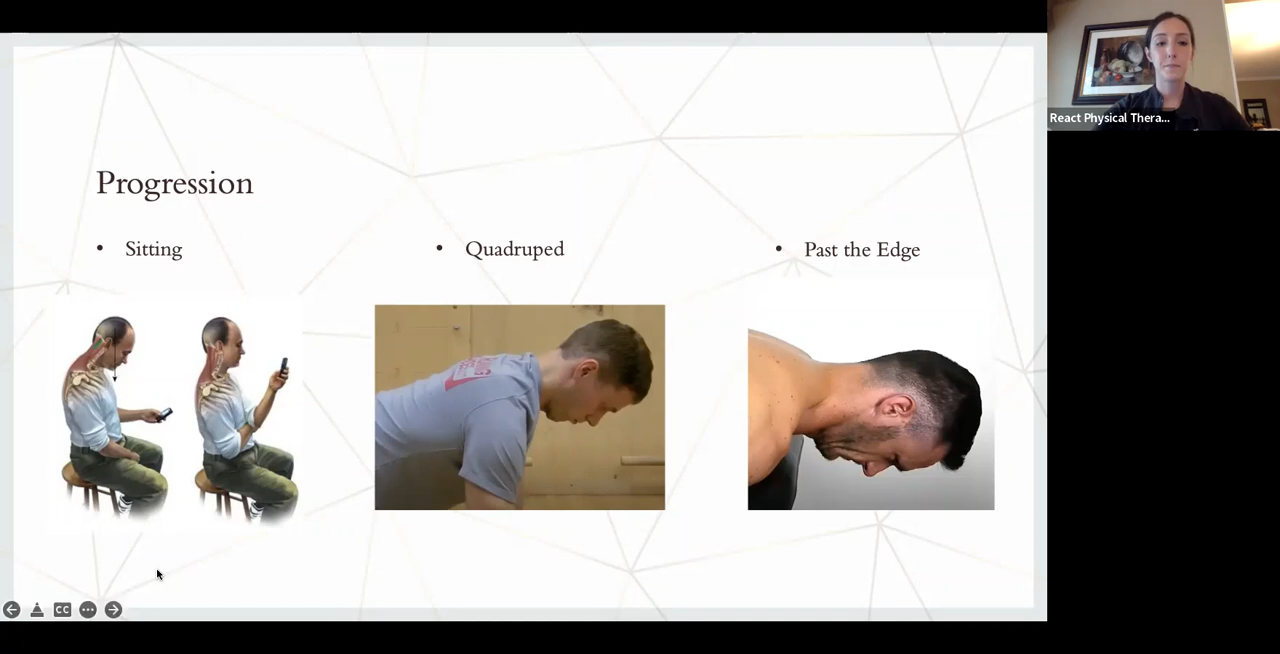 React Physical Thera...
Progression
• Sitting
• Quadruped
• Past the Edge
CC